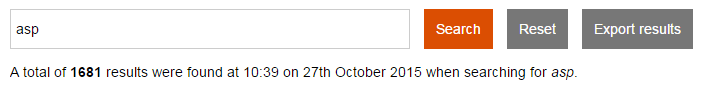 asp Search Reset Export results
A total of 1681 results were found at 10:39 on 27th October 2015 when searching for asp.